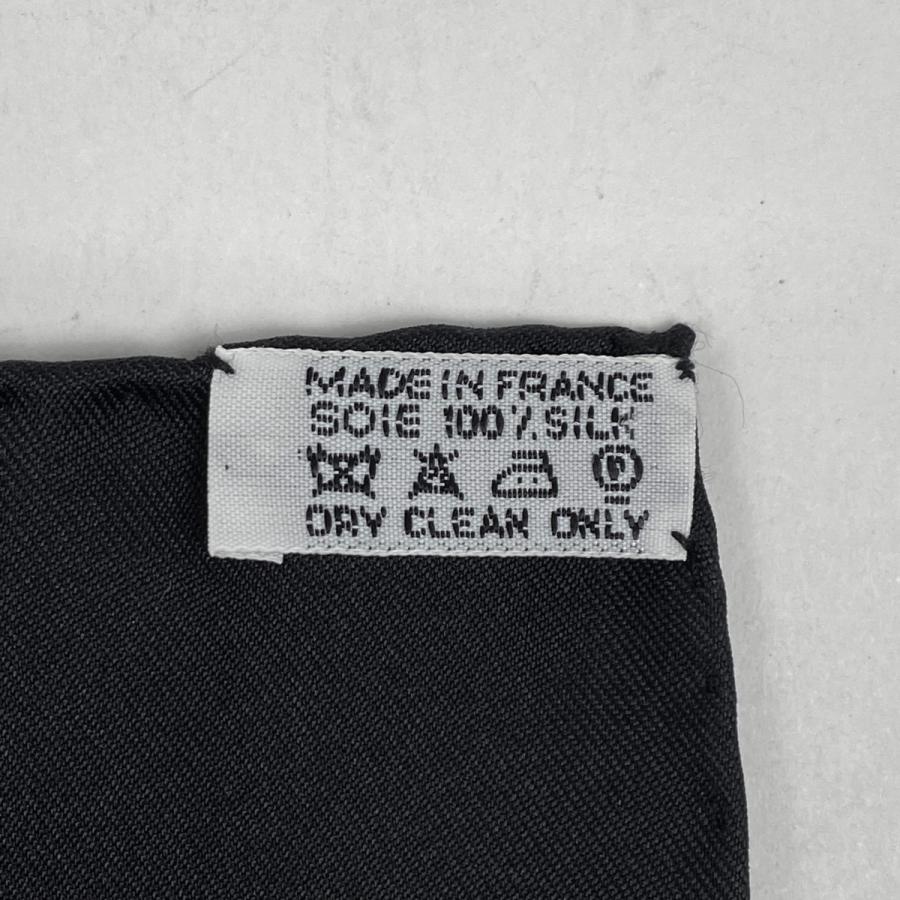 MADE IN FRANCE
SOIE 100% SILK
P
DRY CLEAN ONLY